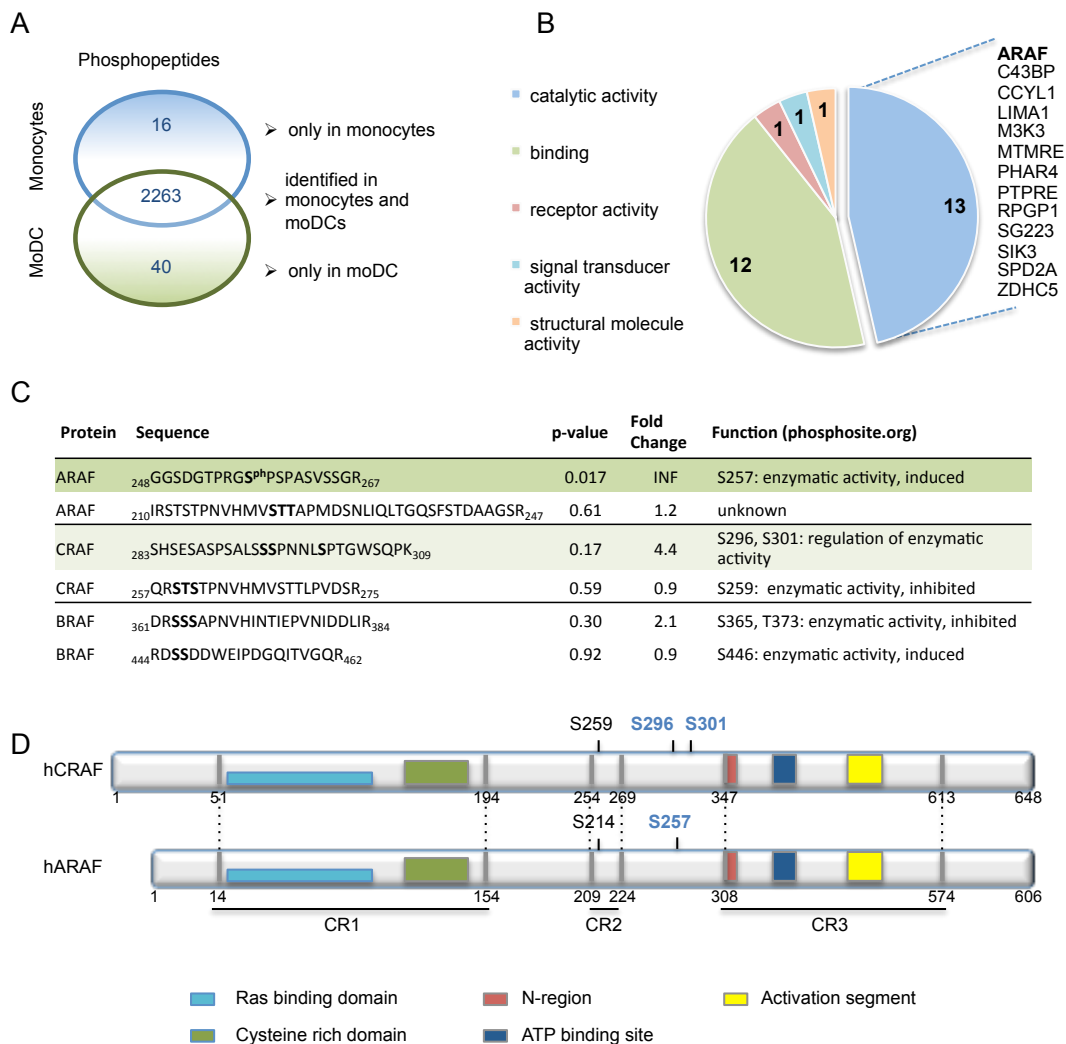 A
Phosphopeptides
Monocytes
MoDC
16
2263
40
➢ only in monocytes
➢ identified in
monocytes and
moDCs
➢ only in moDC
B
catalytic activity
binding
receptor activity
signal transducer
activity
structural molecule
activity
1
1
1
13
12
ARAF
C43BP
CCYL1
LIMA1
M3K3
MTMRE
PHAR4
PTPRE
RPGP1
SG223
SIK3
SPD2A
ZDHC5
C
Protein Sequence p-value Fold Change Function (phosphosite.org)
ARAF 248GGSDGTPRGSphPSPASVSSGR267 0.017 INF S257: enzymatic activity, induced
ARAF 210IRSTSTPNVHMVSTTAPMDSNLIQLTGQSFSTDAAGSR247 0.61 1.2 unknown
CRAF 283SHSESASPSALSSSPNNLSPTGWSQPK309 0.17 4.4 S296, S301: regulation of enzymatic
activity
CRAF 257QRSTSTPNVHMVSTTLPVDSR275 0.59 0.9 S259: enzymatic activity, inhibited
BRAF 361DRSSSAPNVHINTIEPVNIDDLIR384 0.30 2.1 S365, T373: enzymatic activity, inhibited
BRAF 444RDSSDDWEIPDGQITVGQR462 0.92 0.9 S446: enzymatic activity, induced
D
S259 S296 S301
hCRAF
1 51 194 254 269 347 613 648
S214 S257
hARAF
1 14 154 209 224 308 574 606
CR1 CR2 CR3
Ras binding domain
N-region
Activation segment
Cysteine rich domain
ATP binding site